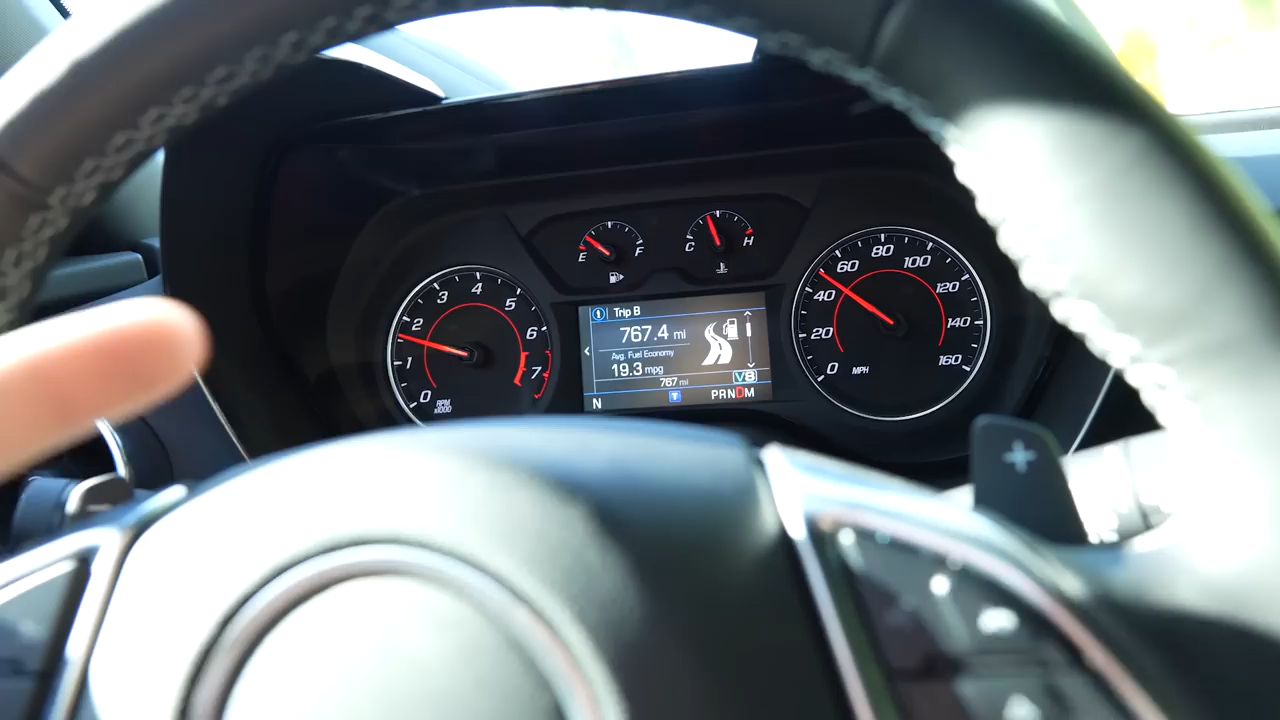 E F
C H
0 1 2 3 4 5 6 7
RPM
x1000
Trip B
767.4 mi
Avg. Fuel Economy
19.3 mpg
767 mi
V8
N
T
PRNDM
0 20 40 60 80 100 120 140 160
MPH
+